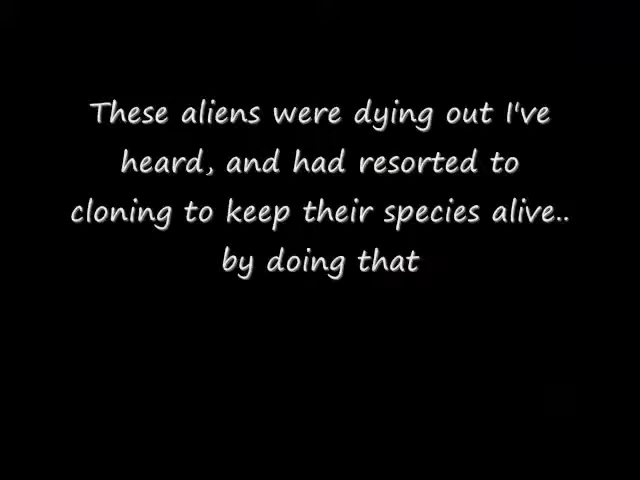 These aliens were dying out I've
heard, and had resorted to
cloning to keep their species alive..
by doing that